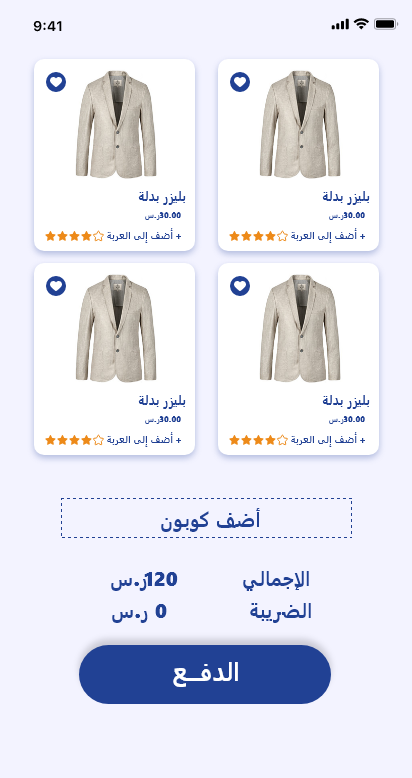 9:41
بليزر بدلة
30.00ر.س
+ أضف إلى العربة
بليزر بدلة
30.00ر.س
+ أضف إلى العربة
بليزر بدلة
30.00ر.س
+ أضف إلى العربة
بليزر بدلة
30.00ر.س
+ أضف إلى العربة
أضف كوبون
الإجمالي 120ر.س
الضريبة 0 ر.س
الدفـع